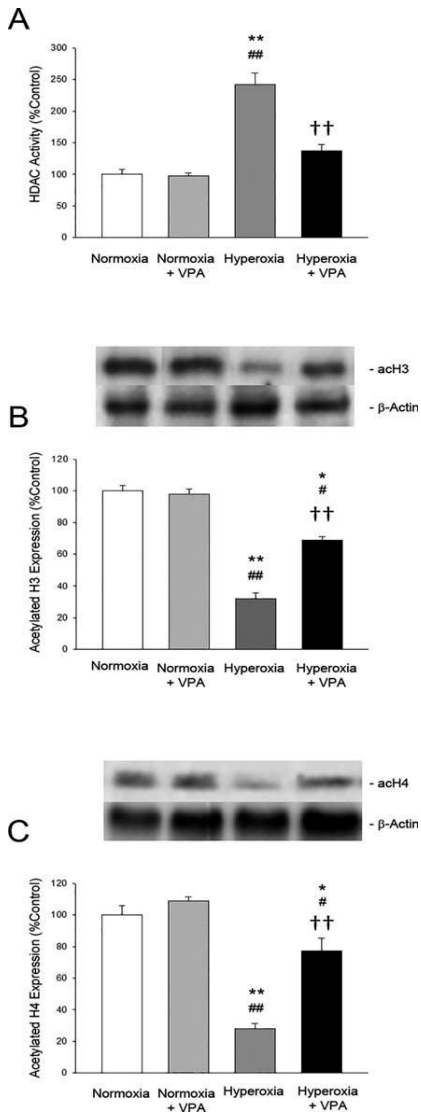 A
HDAC Activity (%Control)
300
250
200
150
100
50
0
**
##
††
Normoxia
Normoxia
+ VPA
Hyperoxia
Hyperoxia
+ VPA
- acH3
- β-Actin
B
Acetylated H3 Expression (%Control)
120
100
80
60
40
20
0
**
##
*
#
††
Normoxia
Normoxia
+ VPA
Hyperoxia
Hyperoxia
+ VPA
- acH4
- β-Actin
C
Acetylated H4 Expression (%Control)
120
100
80
60
40
20
0
**
##
*
#
††
Normoxia
Normoxia
+ VPA
Hyperoxia
Hyperoxia
+ VPA